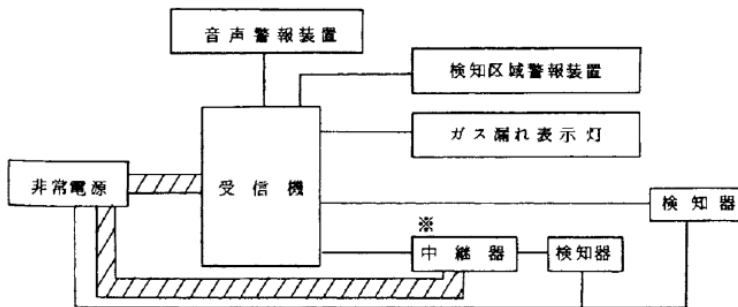 音声警報装置
検知区域警報装置
ガス漏れ表示灯
非常電源
受信機
検知器
※
中継器
検知器